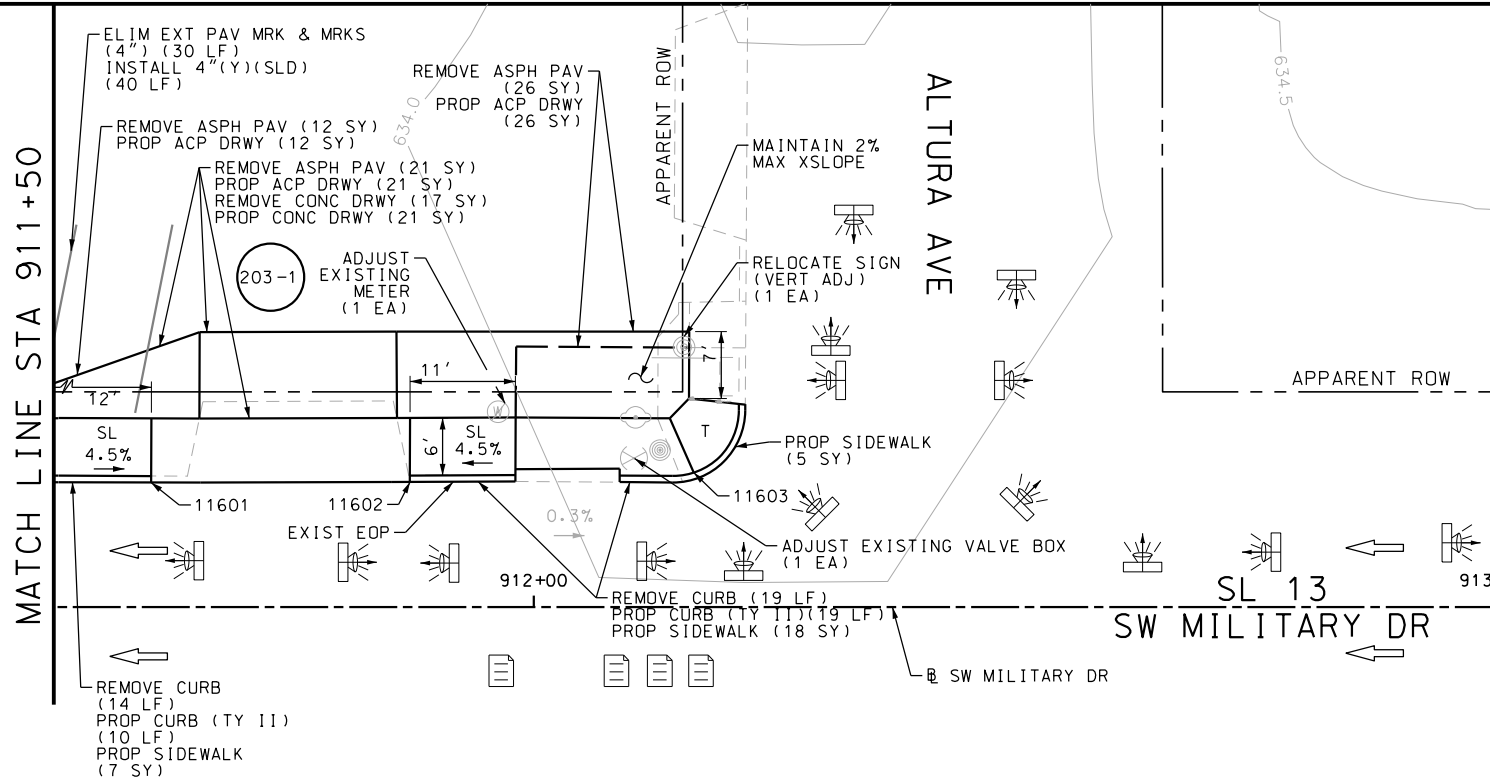 ELIM EXT PAV MRK & MRKS
(4") (30 LF)
INSTALL 4"(Y)(SLD)
(40 LF)
REMOVE ASPH PAV
(26 SY)
PROP ACP DRWY
(26 SY)
634.0
APPARENT ROW
ALTURA AVE
634.5
REMOVE ASPH PAV (12 SY)
PROP ACP DRWY (12 SY)
REMOVE ASPH PAV (21 SY)
PROP ACP DRWY (21 SY)
REMOVE CONC DRWY (17 SY)
PROP CONC DRWY (21 SY)
MAINTAIN 2%
MAX XSLOPE
MATCH LINE STA 911+50
203-1
ADJUST
EXISTING
METER
(1 EA)
RELOCATE SIGN
(VERT ADJ)
(1 EA)
7'
11'
12'
APPARENT ROW
W
SL
4.5%
6'
SL
4.5%
T
PROP SIDEWALK
(5 SY)
11601
11602
11603
EXIST EOP
0.3%
ADJUST EXISTING VALVE BOX
(1 EA)
912+00
913
REMOVE CURB (19 LF)
PROP CURB (TY II)(19 LF)
PROP SIDEWALK (18 SY)
SL 13
SW MILITARY DR
℄ SW MILITARY DR
REMOVE CURB
(14 LF)
PROP CURB (TY II)
(10 LF)
PROP SIDEWALK
(7 SY)